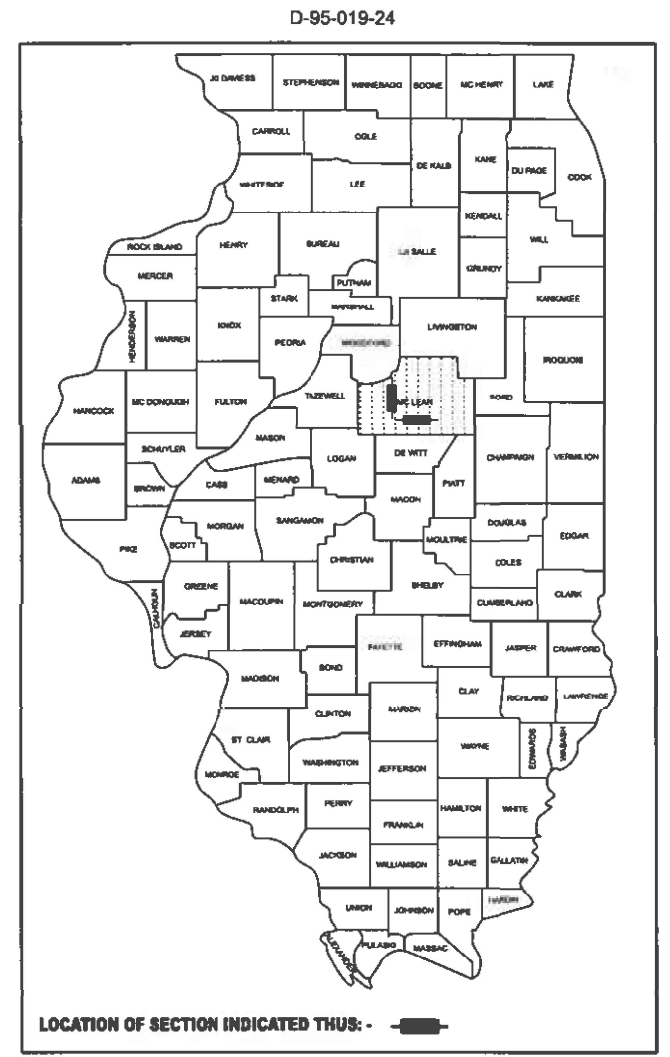 D-95-019-24
JO DAVIESS STEPHENSON WINNEBAGO BOONE MC HENRY LAKE
CARROLL OGLE
DE KALB KANE DU PAGE COOK
WHITESIDE LEE
KENDALL
ROCK ISLAND HENRY BUREAU LA SALLE WILL
MERCER GRUNDY
PUTNAM
STARK MARSHALL KANKAKEE
HENDERSON WARREN KNOX PEORIA LIVINGSTON
WOODFORD IROQUOIS
HANCOCK MC DONOUGH FULTON TAZEWELL MC LEAN FORD
MASON
SCHUYLER LOGAN DE WITT CHAMPAIGN VERMILION
ADAMS BROWN CASS MENARD PIATT
MACON
MORGAN SANGAMON DOUGLAS
PIKE SCOTT CHRISTIAN MOULTRIE EDGAR
COLES
GREENE SHELBY
CALHOUN MACOUPIN MONTGOMERY CUMBERLAND CLARK
JERSEY
FAYETTE EFFINGHAM JASPER CRAWFORD
MADISON BOND
CLAY RICHLAND LAWRENCE
CLINTON MARION
ST CLAIR WAYNE EDWARDS WABASH
MONROE WASHINGTON JEFFERSON
RANDOLPH PERRY HAMILTON WHITE
FRANKLIN
JACKSON WILLIAMSON SALINE GALLATIN
UNION JOHNSON POPE HARDIN
ALEXANDER PULASKI MASSAC
LOCATION OF SECTION INDICATED THUS: -